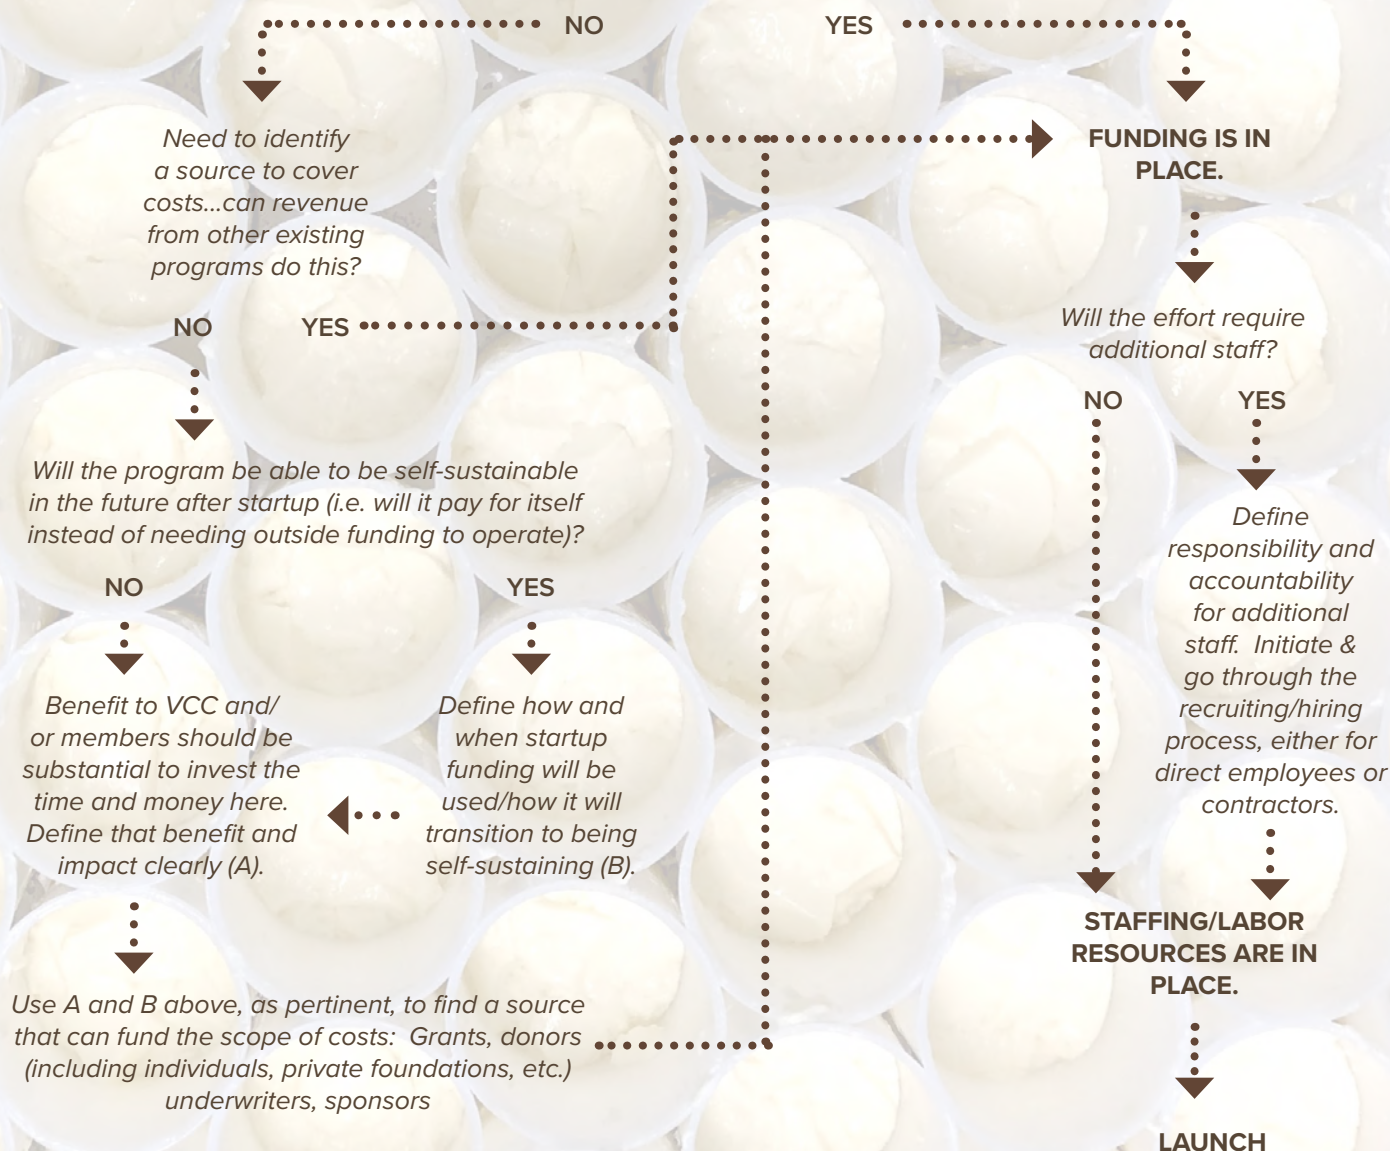 NO
YES
Need to identify
a source to cover
costs...can revenue
from other existing
programs do this?
NO
YES
Will the program be able to be self-sustainable
in the future after startup (i.e. will it pay for itself
instead of needing outside funding to operate)?
NO
YES
Benefit to VCC and/
or members should be
substantial to invest the
time and money here.
Define that benefit and
impact clearly (A).
Define how and
when startup
funding will be
used/how it will
transition to being
self-sustaining (B).
Use A and B above, as pertinent, to find a source
that can fund the scope of costs:  Grants, donors
(including individuals, private foundations, etc.)
underwriters, sponsors
FUNDING IS IN
PLACE.
Will the effort require
additional staff?
NO
YES
Define
responsibility and
accountability
for additional
staff.  Initiate &
go through the
recruiting/hiring
process, either for
direct employees or
contractors.
STAFFING/LABOR
RESOURCES ARE IN
PLACE.
LAUNCH